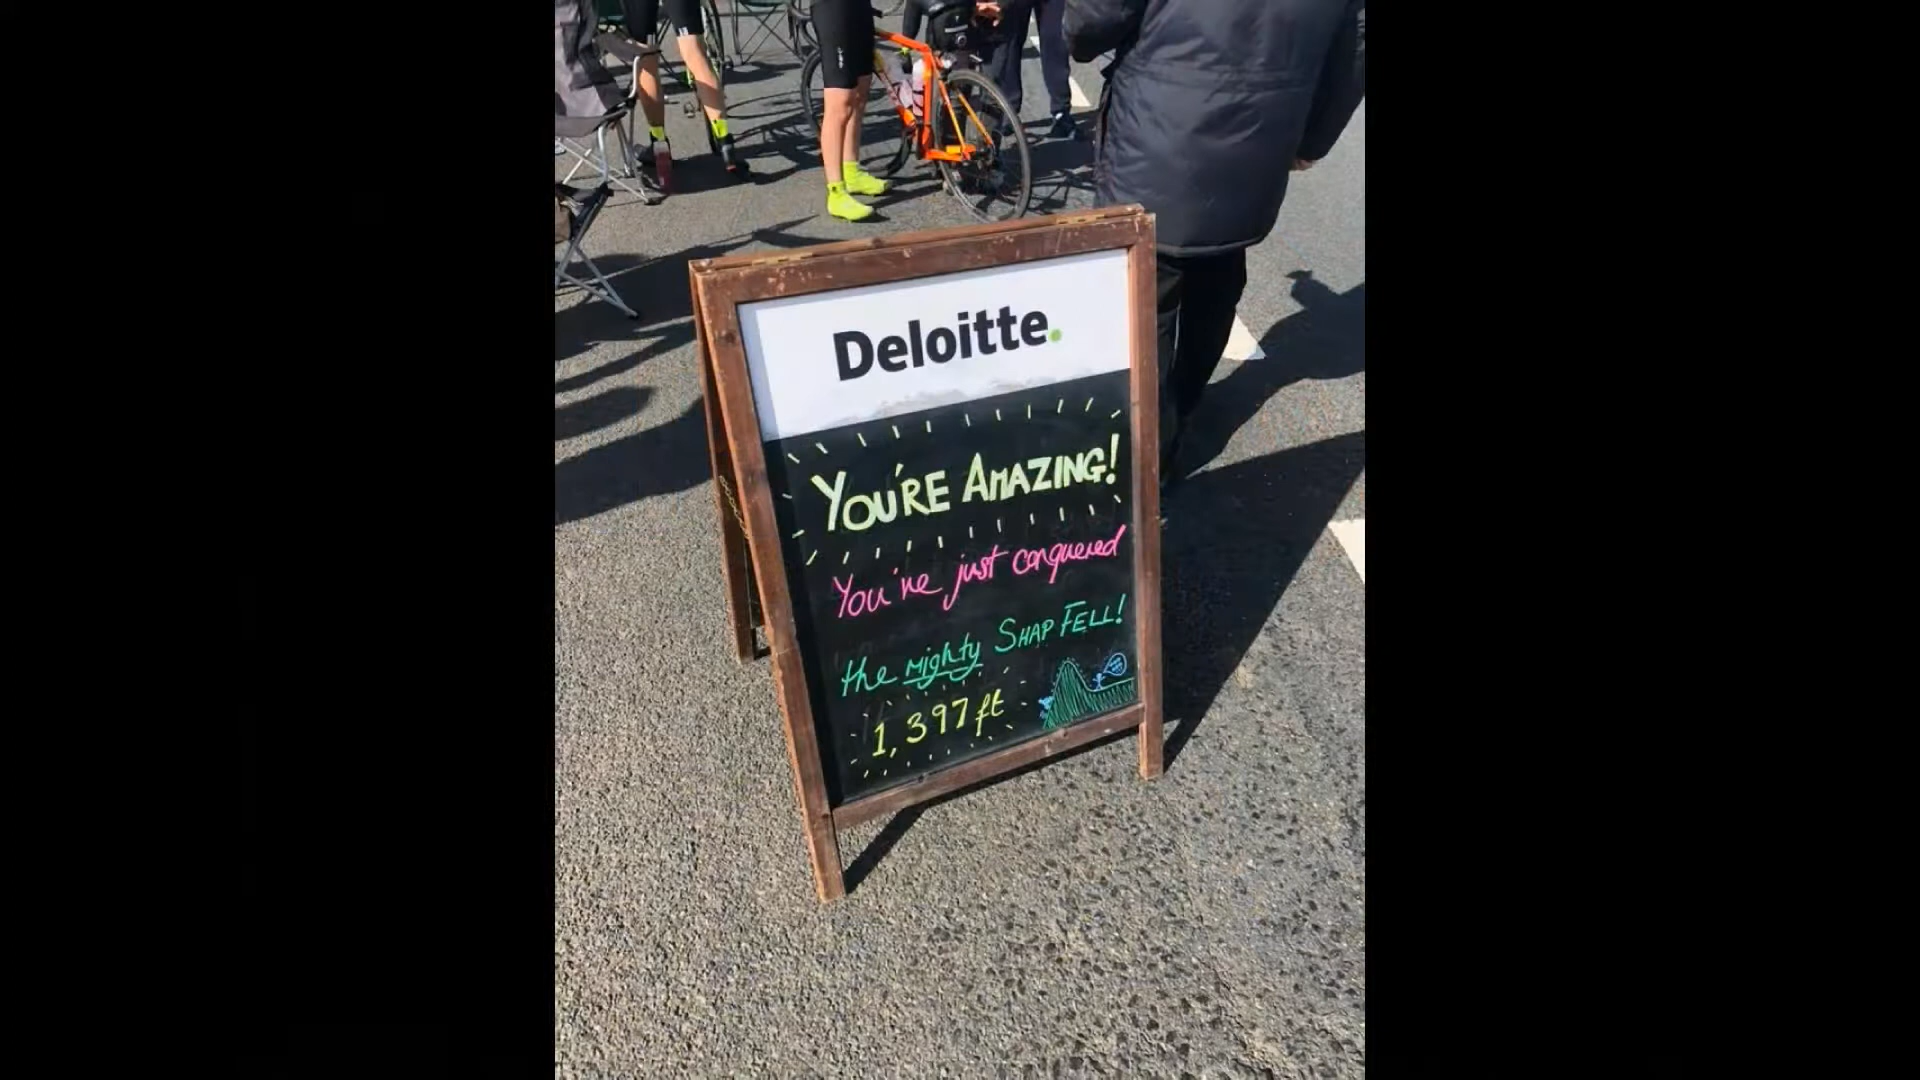 Deloitte.
YOU'RE AMAZING!
You've just conquered
the mighty SHAP FELL!
1,397ft